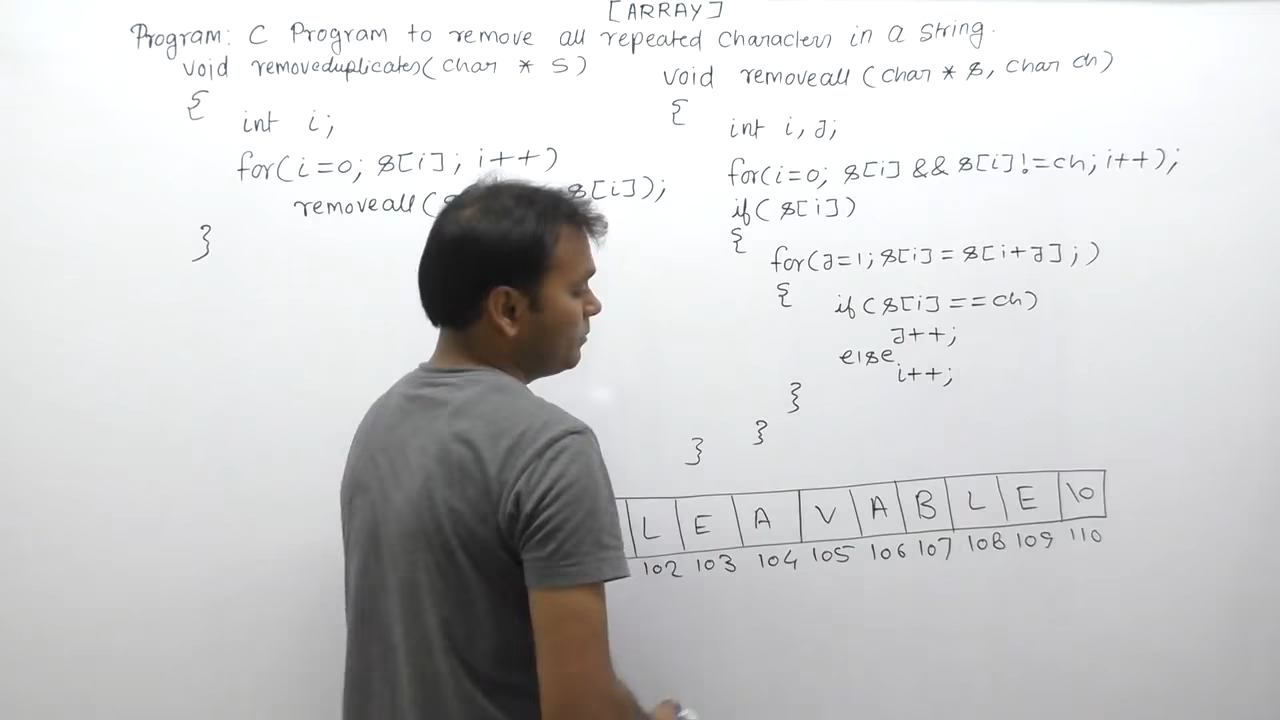 [ARRAY]
Program: C Program to remove all repeated characters in a string.
void removeduplicates(char * s)
{
int i;
for(i=0; s[i]; i++)
removeall( s[i]);
}
void removeall (char * s, char ch)
{
int i, J;
for(i=0; s[i] && s[i]!=ch; i++);
if( s[i])
{
for(J=1; s[i] = s[i+J]; )
{
if( s[i] == ch)
J++;
else
i++;
}
}
}
L E A V A B L E \0
102 103 104 105 106 107 108 109 110